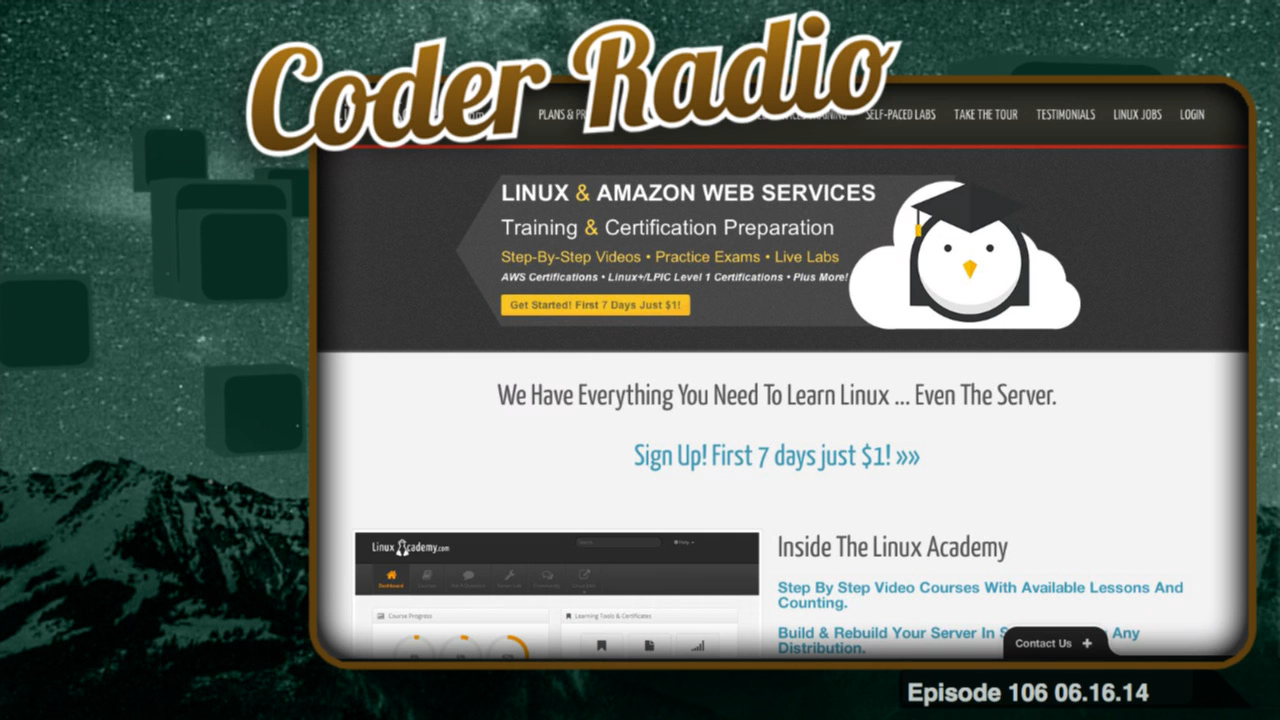 Coder Radio
PLANS & PR
SELF-PACED LABS
TAKE THE TOUR
TESTIMONIALS
LINUX JOBS
LOGIN
LINUX & AMAZON WEB SERVICES
Training & Certification Preparation
Step-By-Step Videos • Practice Exams • Live Labs
AWS Certifications • Linux+/LPIC Level 1 Certifications • Plus More!
Get Started! First 7 Days Just $1!
We Have Everything You Need To Learn Linux ... Even The Server.
Sign Up! First 7 days just $1! »»
Linux Academy.com
Search
Help
Dashboard
Course Progress
Learning Tools & Certificates
Inside The Linux Academy
Step By Step Video Courses With Available Lessons And
Counting.
Build & Rebuild Your Server In Any
Distribution.
Contact Us +
Episode 106 06.16.14